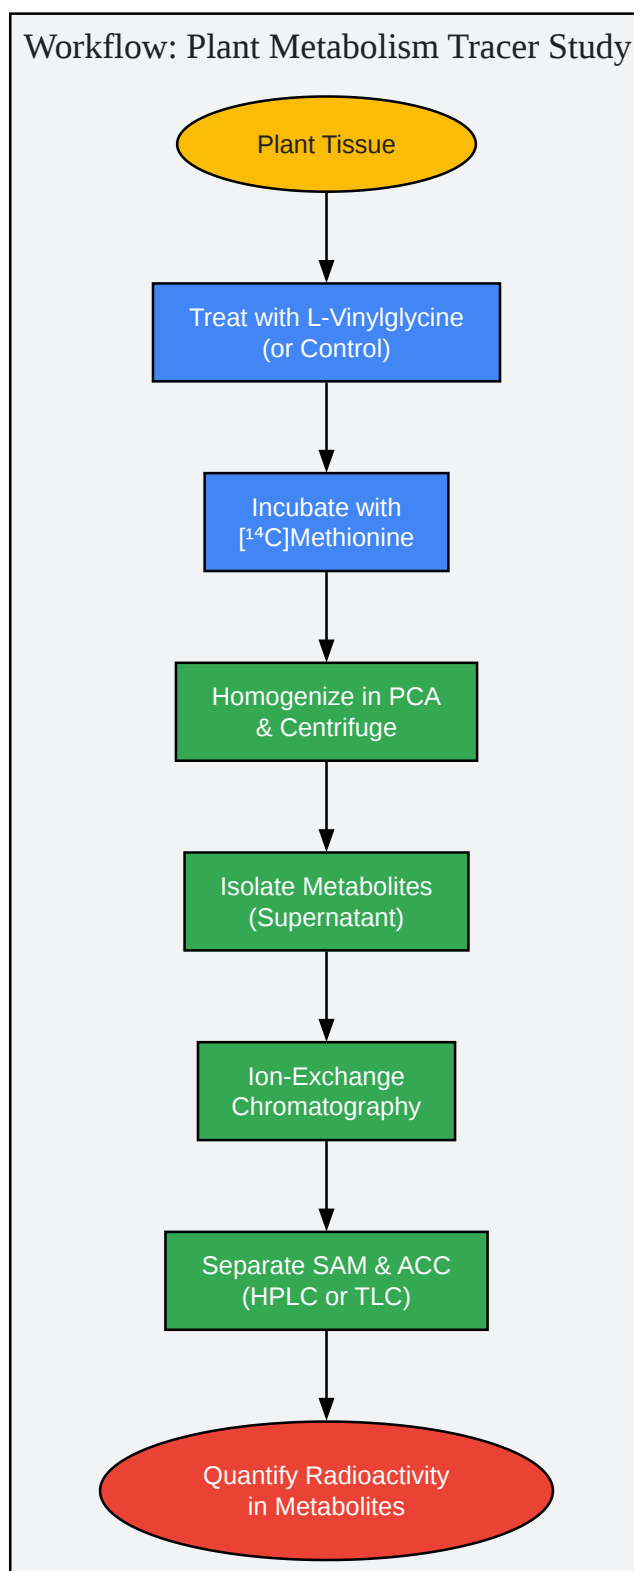 Workflow: Plant Metabolism Tracer Study
Plant Tissue
Treat with L-Vinylglycine
(or Control)
Incubate with
[¹⁴C]Methionine
Homogenize in PCA
& Centrifuge
Isolate Metabolites
(Supernatant)
Ion-Exchange
Chromatography
Separate SAM & ACC
(HPLC or TLC)
Quantify Radioactivity
in Metabolites